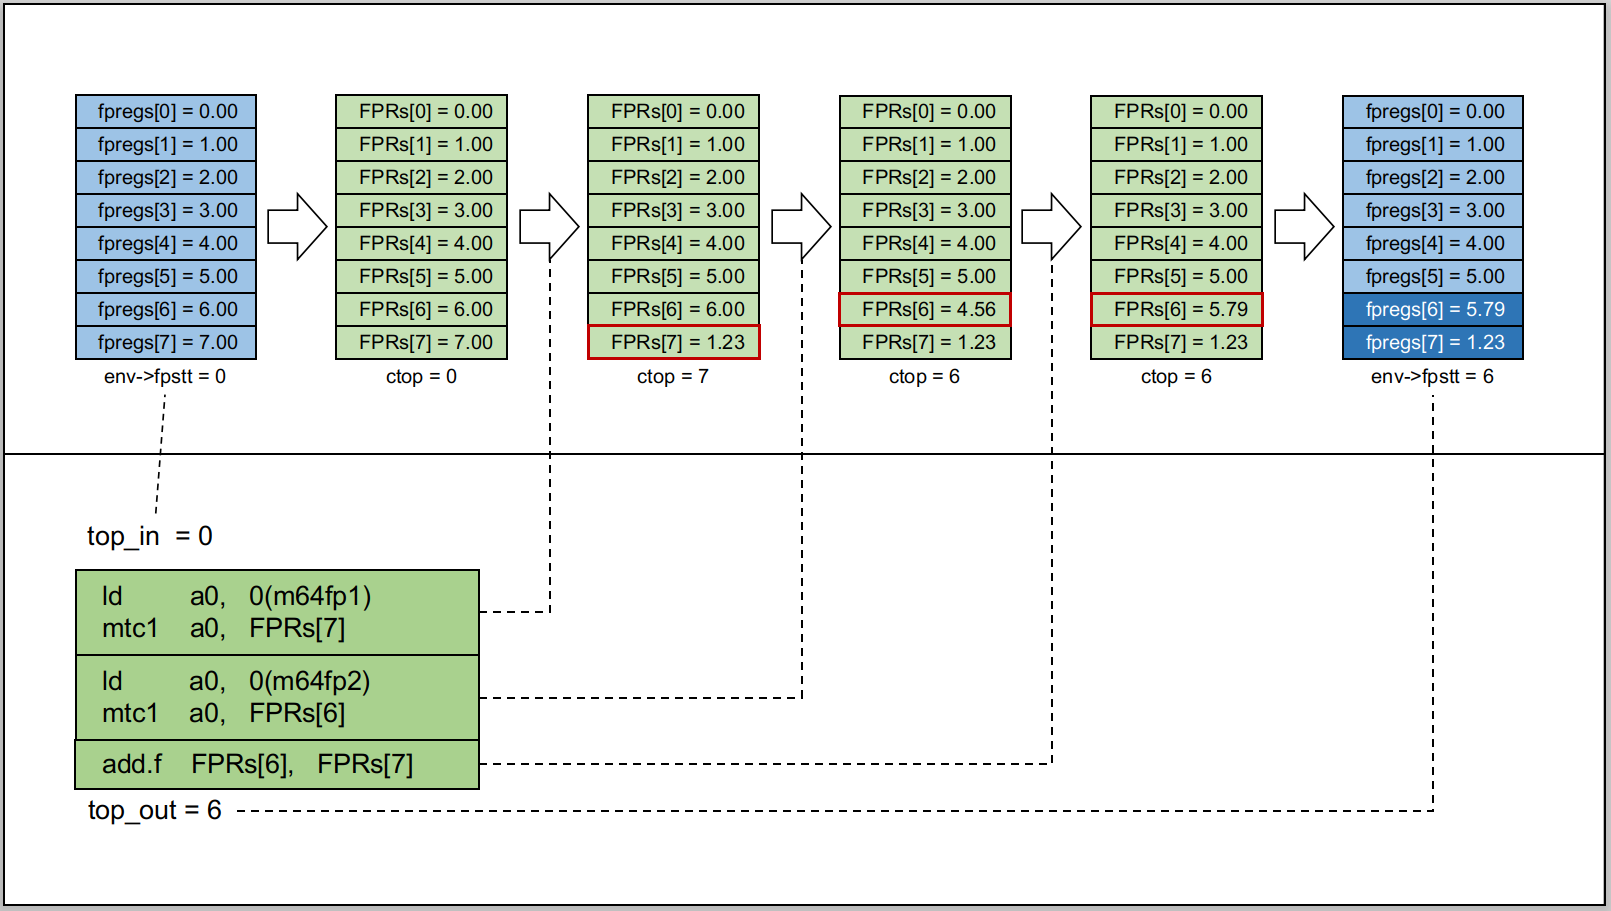 fpregs[0] = 0.00
fpregs[1] = 1.00
fpregs[2] = 2.00
fpregs[3] = 3.00
fpregs[4] = 4.00
fpregs[5] = 5.00
fpregs[6] = 6.00
fpregs[7] = 7.00
env->fpstt = 0
FPRs[0] = 0.00
FPRs[1] = 1.00
FPRs[2] = 2.00
FPRs[3] = 3.00
FPRs[4] = 4.00
FPRs[5] = 5.00
FPRs[6] = 6.00
FPRs[7] = 7.00
ctop = 0
FPRs[0] = 0.00
FPRs[1] = 1.00
FPRs[2] = 2.00
FPRs[3] = 3.00
FPRs[4] = 4.00
FPRs[5] = 5.00
FPRs[6] = 6.00
FPRs[7] = 1.23
ctop = 7
FPRs[0] = 0.00
FPRs[1] = 1.00
FPRs[2] = 2.00
FPRs[3] = 3.00
FPRs[4] = 4.00
FPRs[5] = 5.00
FPRs[6] = 4.56
FPRs[7] = 1.23
ctop = 6
FPRs[0] = 0.00
FPRs[1] = 1.00
FPRs[2] = 2.00
FPRs[3] = 3.00
FPRs[4] = 4.00
FPRs[5] = 5.00
FPRs[6] = 5.79
FPRs[7] = 1.23
ctop = 6
fpregs[0] = 0.00
fpregs[1] = 1.00
fpregs[2] = 2.00
fpregs[3] = 3.00
fpregs[4] = 4.00
fpregs[5] = 5.00
fpregs[6] = 5.79
fpregs[7] = 1.23
env->fpstt = 6
top_in = 0
ld a0, 0(m64fp1)
mtc1 a0, FPRs[7]
ld a0, 0(m64fp2)
mtc1 a0, FPRs[6]
add.f FPRs[6], FPRs[7]
top_out = 6